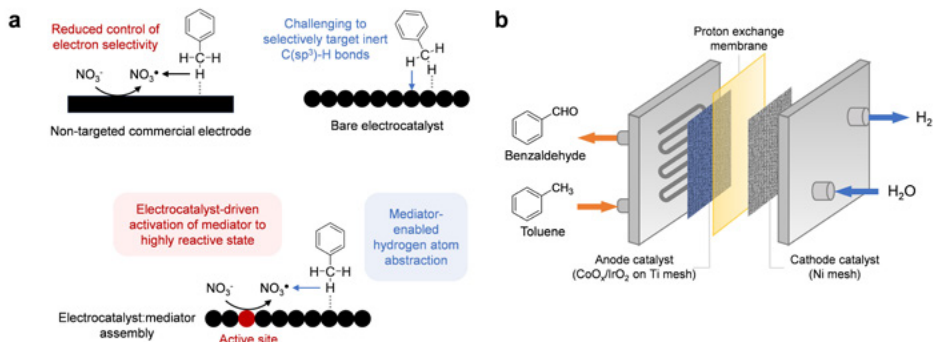 a
Reduced control of
electron selectivity
NO3- NO3•
H-C-H
H
Non-targeted commercial electrode
Challenging to
selectively target inert
C(sp³)-H bonds
H-C-H
H
Bare electrocatalyst
Electrocatalyst-driven
activation of mediator to
highly reactive state
Mediator-
enabled
hydrogen atom
abstraction
NO3- NO3•
H-C-H
H
Electrocatalyst:mediator
assembly
Active site
b
Proton exchange
membrane
CHO
Benzaldehyde
CH3
Toluene
H2
H2O
Anode catalyst
(CoOx/IrO2 on Ti mesh)
Cathode catalyst
(Ni mesh)